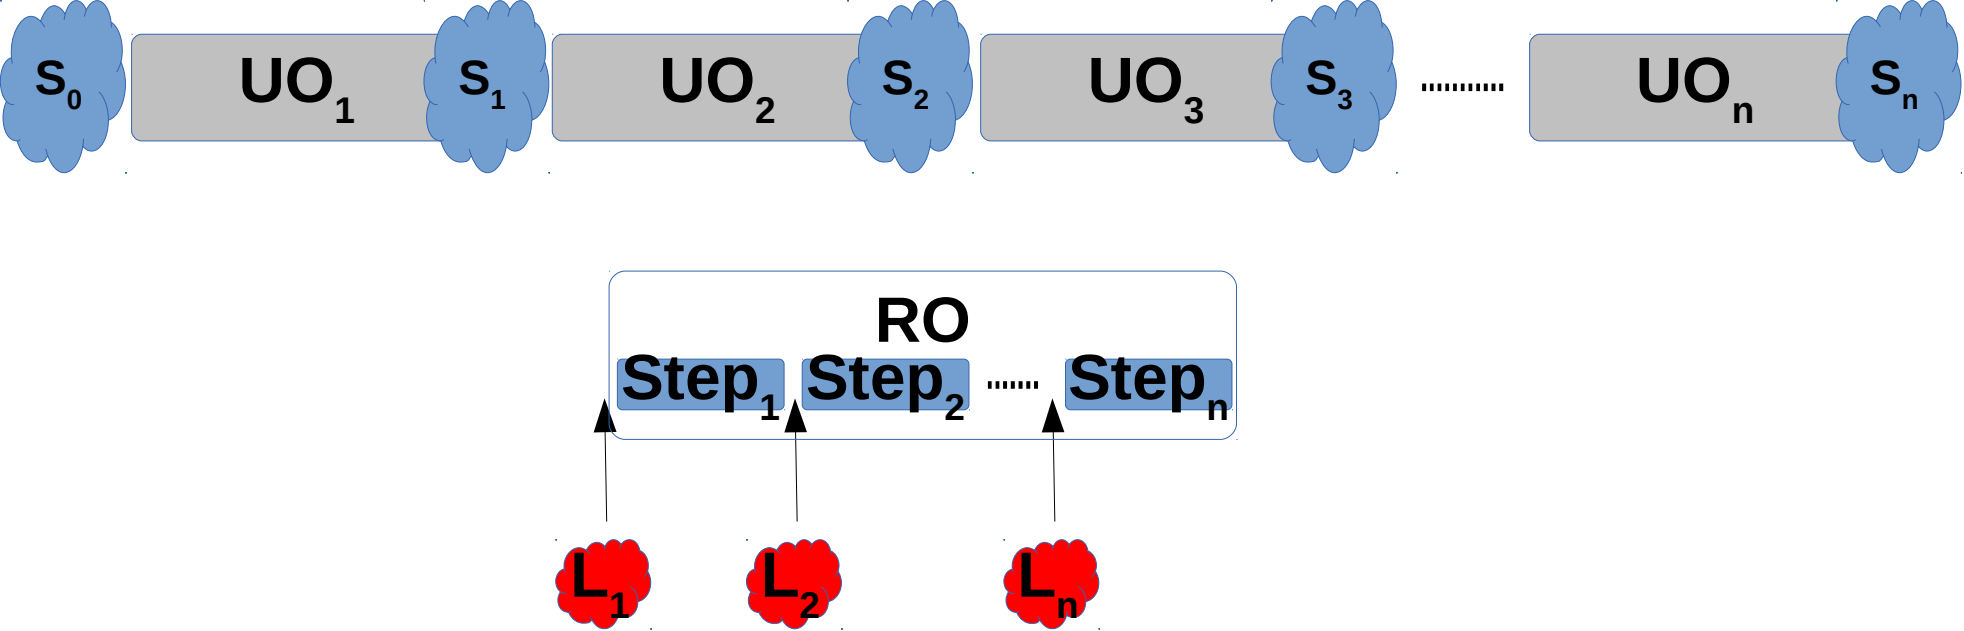 S0 UO1 S1 UO2 S2 UO3 S3 ........... UOn Sn
RO
Step1 Step2 ....... Stepn
L1 L2 Ln